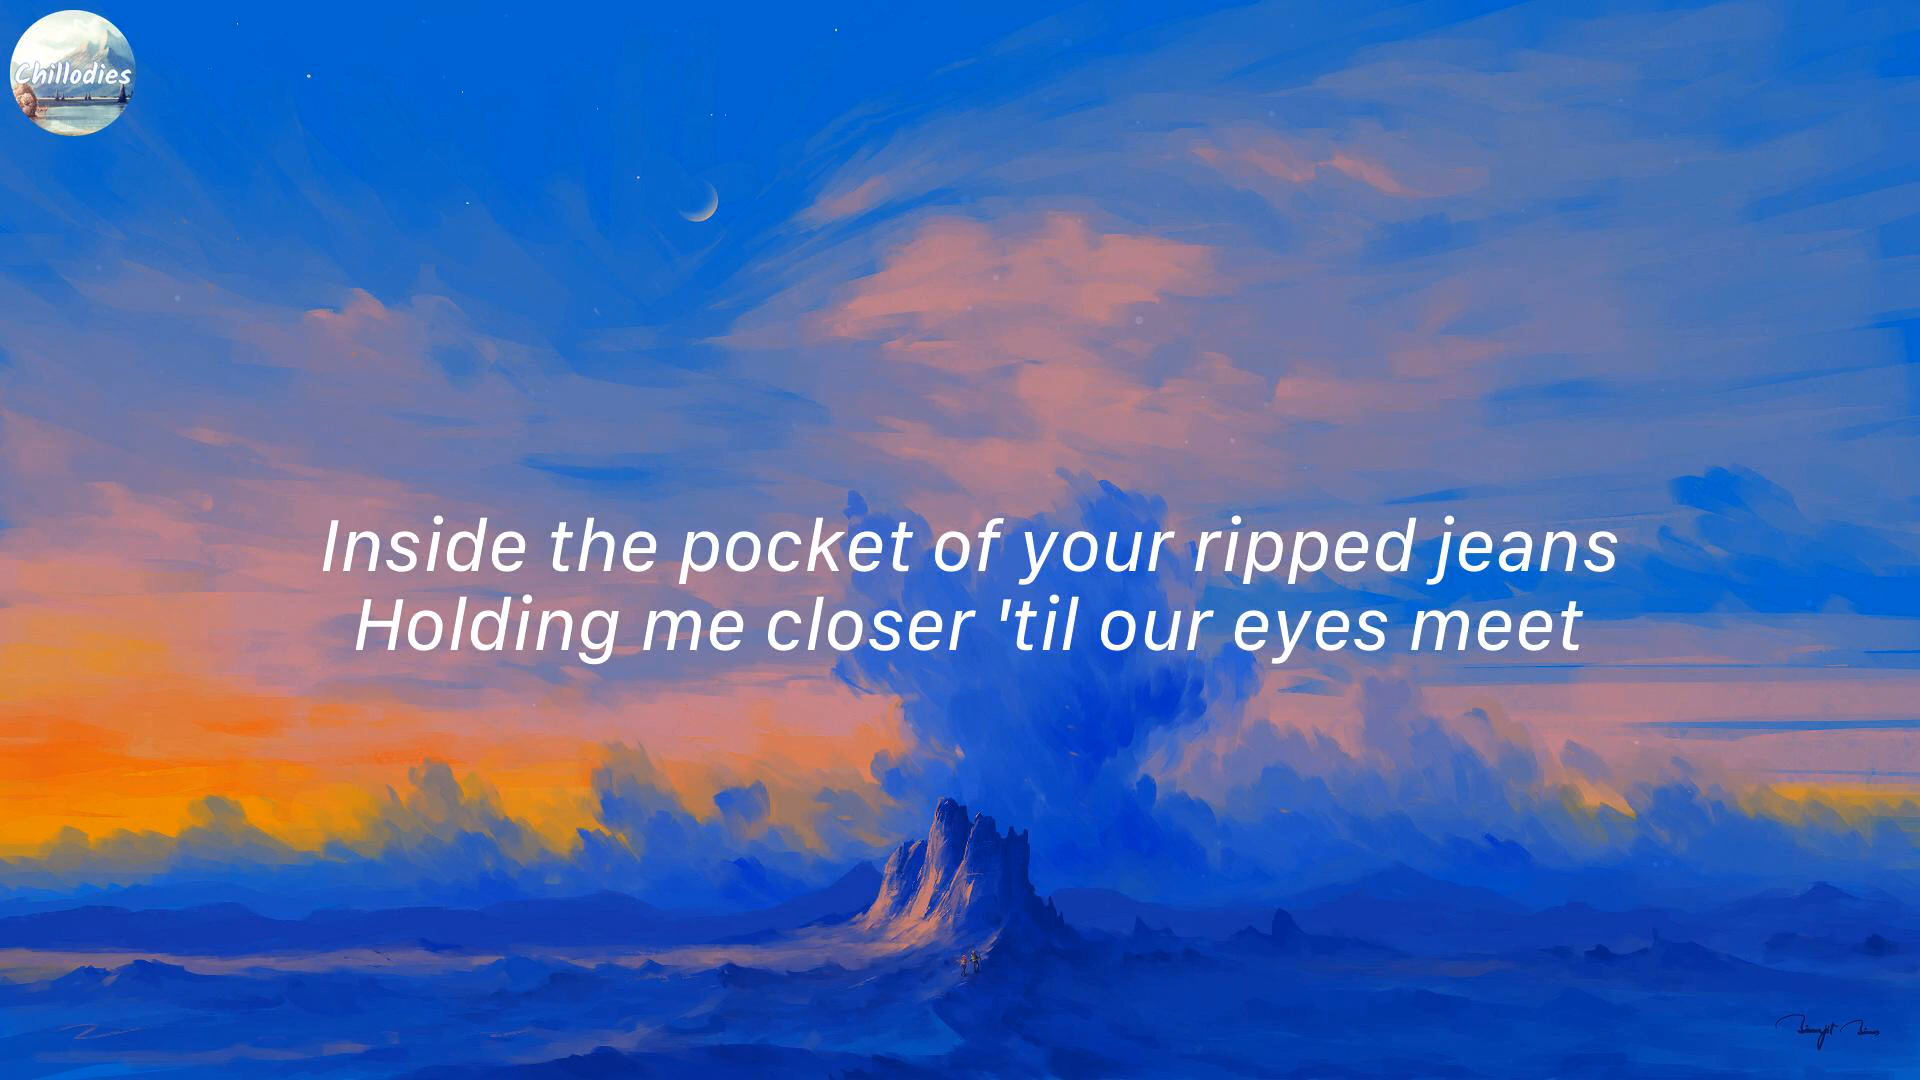 Chillodies
Inside the pocket of your ripped jeans
Holding me closer 'til our eyes meet